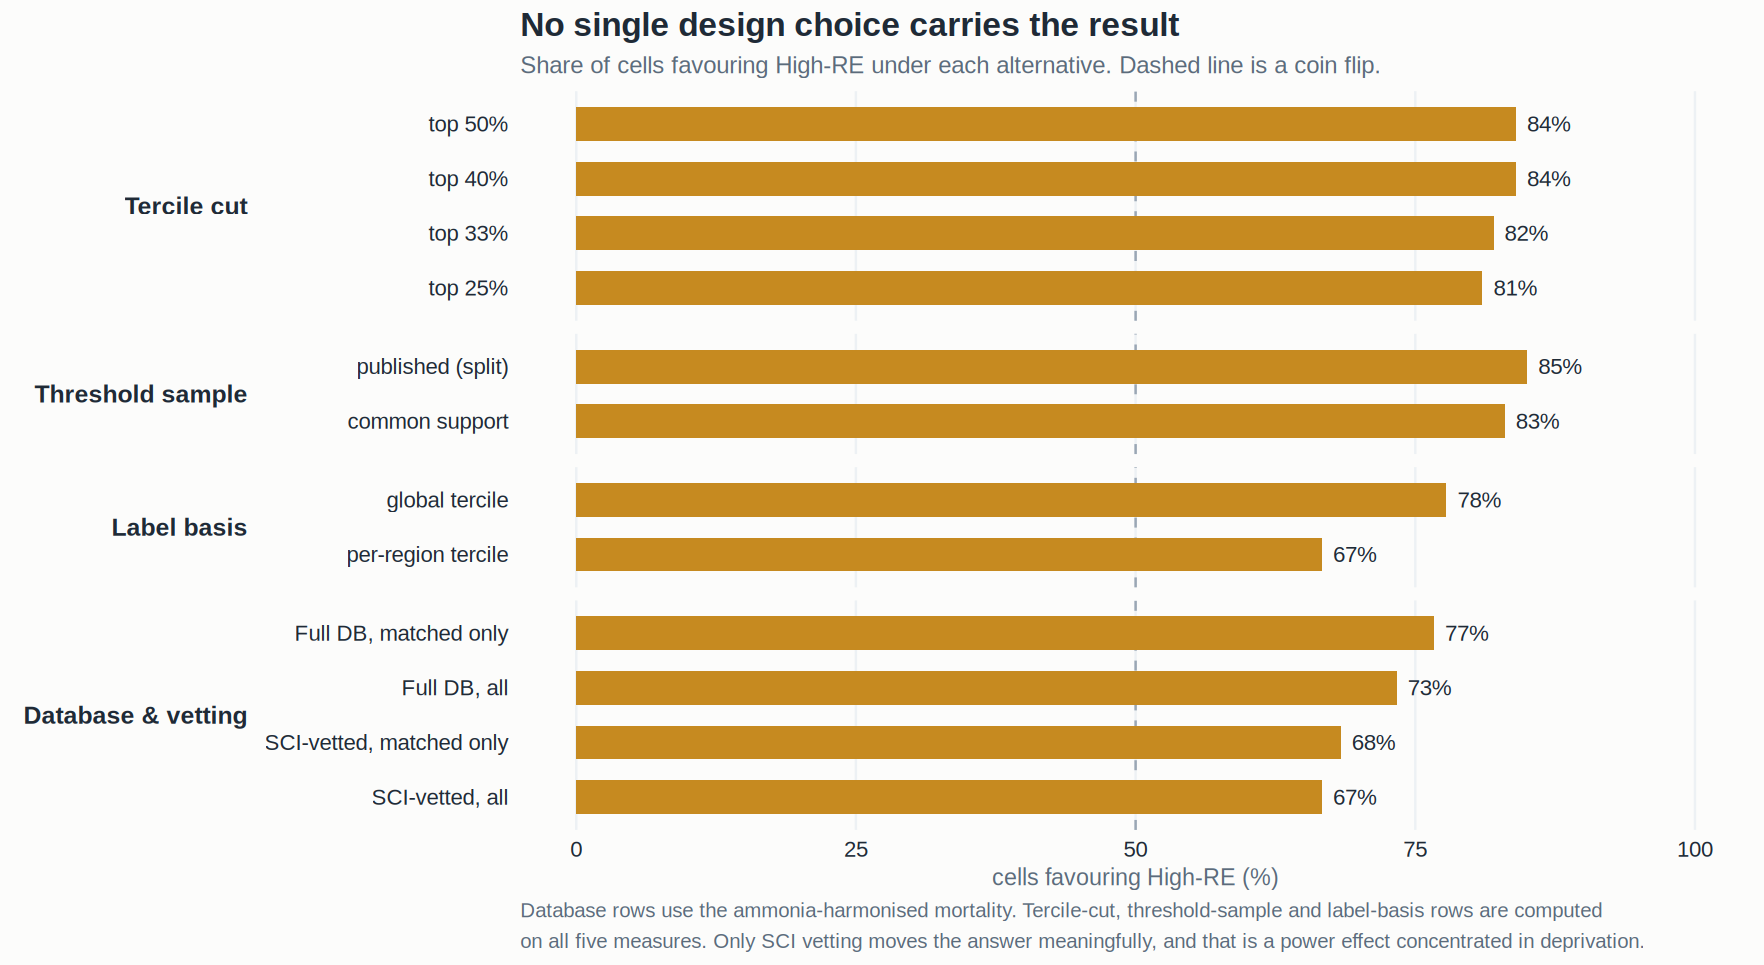 No single design choice carries the result
Share of cells favouring High-RE under each alternative. Dashed line is a coin flip.
Tercile cut
top 50% 84%
top 40% 84%
top 33% 82%
top 25% 81%
Threshold sample
published (split) 85%
common support 83%
Label basis
global tercile 78%
per-region tercile 67%
Database & vetting
Full DB, matched only 77%
Full DB, all 73%
SCI-vetted, matched only 68%
SCI-vetted, all 67%
0 25 50 75 100
cells favouring High-RE (%)
Database rows use the ammonia-harmonised mortality. Tercile-cut, threshold-sample and label-basis rows are computed
on all five measures. Only SCI vetting moves the answer meaningfully, and that is a power effect concentrated in deprivation.